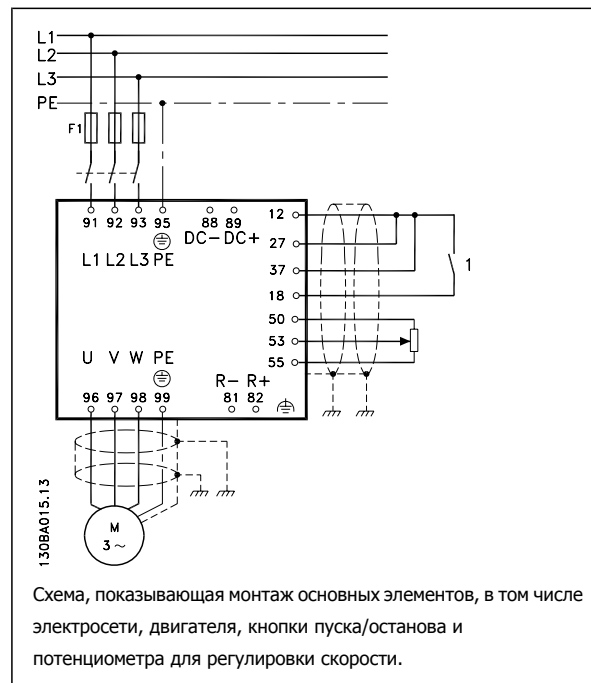 L1
L2
L3
PE
F1
91 92 93 95 88 89 12
DC- DC+
L1 L2 L3 PE
27
37
1
18
50
53
55
U V W PE
R- R+
96 97 98 99 81 82
M
3 ~
130BA015.13
Схема, показывающая монтаж основных элементов, в том числе
электросети, двигателя, кнопки пуска/останова и
потенциометра для регулировки скорости.